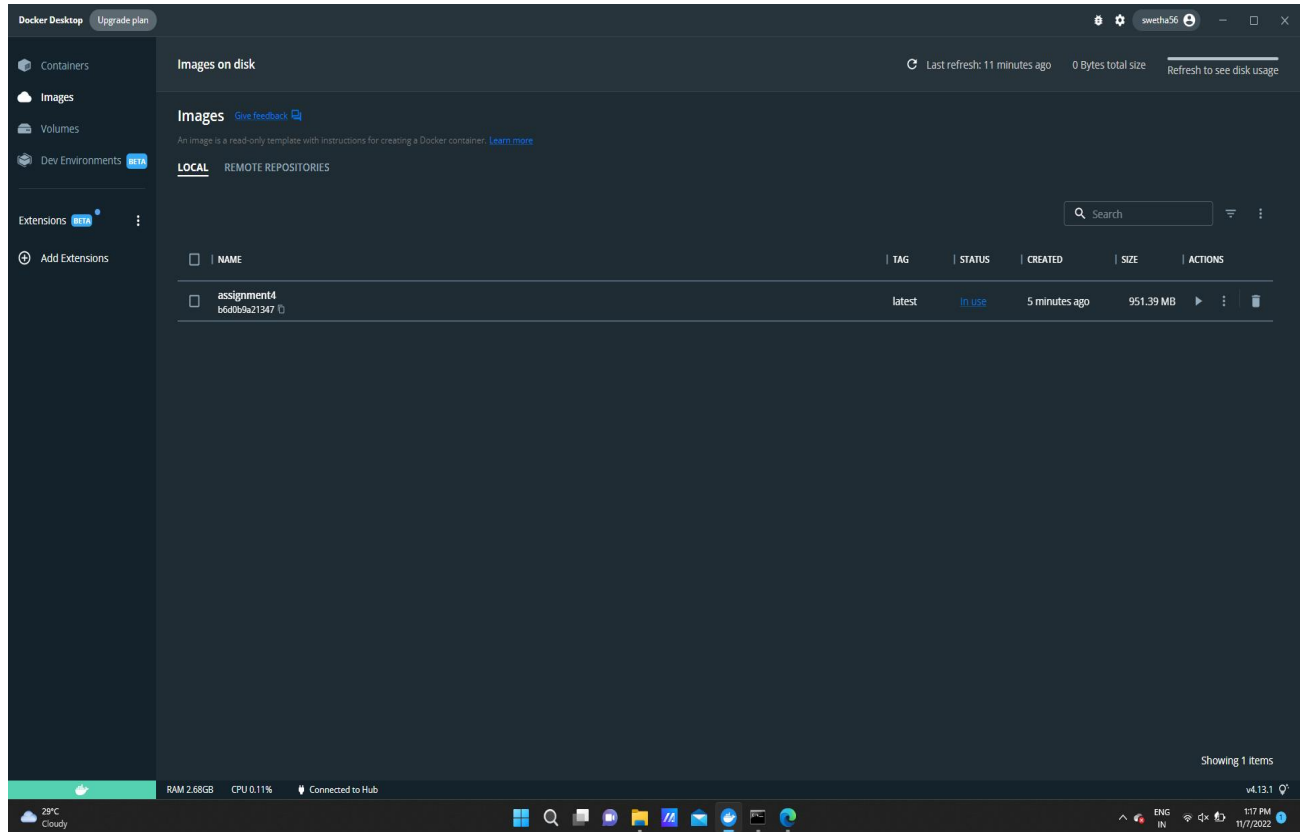 Docker Desktop Upgrade plan swetha56
Containers
Images
Volumes
Dev Environments BETA
Extensions BETA
Add Extensions
Images on disk Last refresh: 11 minutes ago 0 Bytes total size Refresh to see disk usage
Images Give feedback
An image is a read-only template with instructions for creating a Docker container. Learn more
LOCAL REMOTE REPOSITORIES
Search
NAME TAG STATUS CREATED SIZE ACTIONS
assignment4 latest In use 5 minutes ago 951.39 MB
b6d0b9a21347
Showing 1 items
RAM 2.68GB CPU 0.11% Connected to Hub v4.13.1
29°C ENG 1:17 PM
Cloudy IN 11/7/2022 1